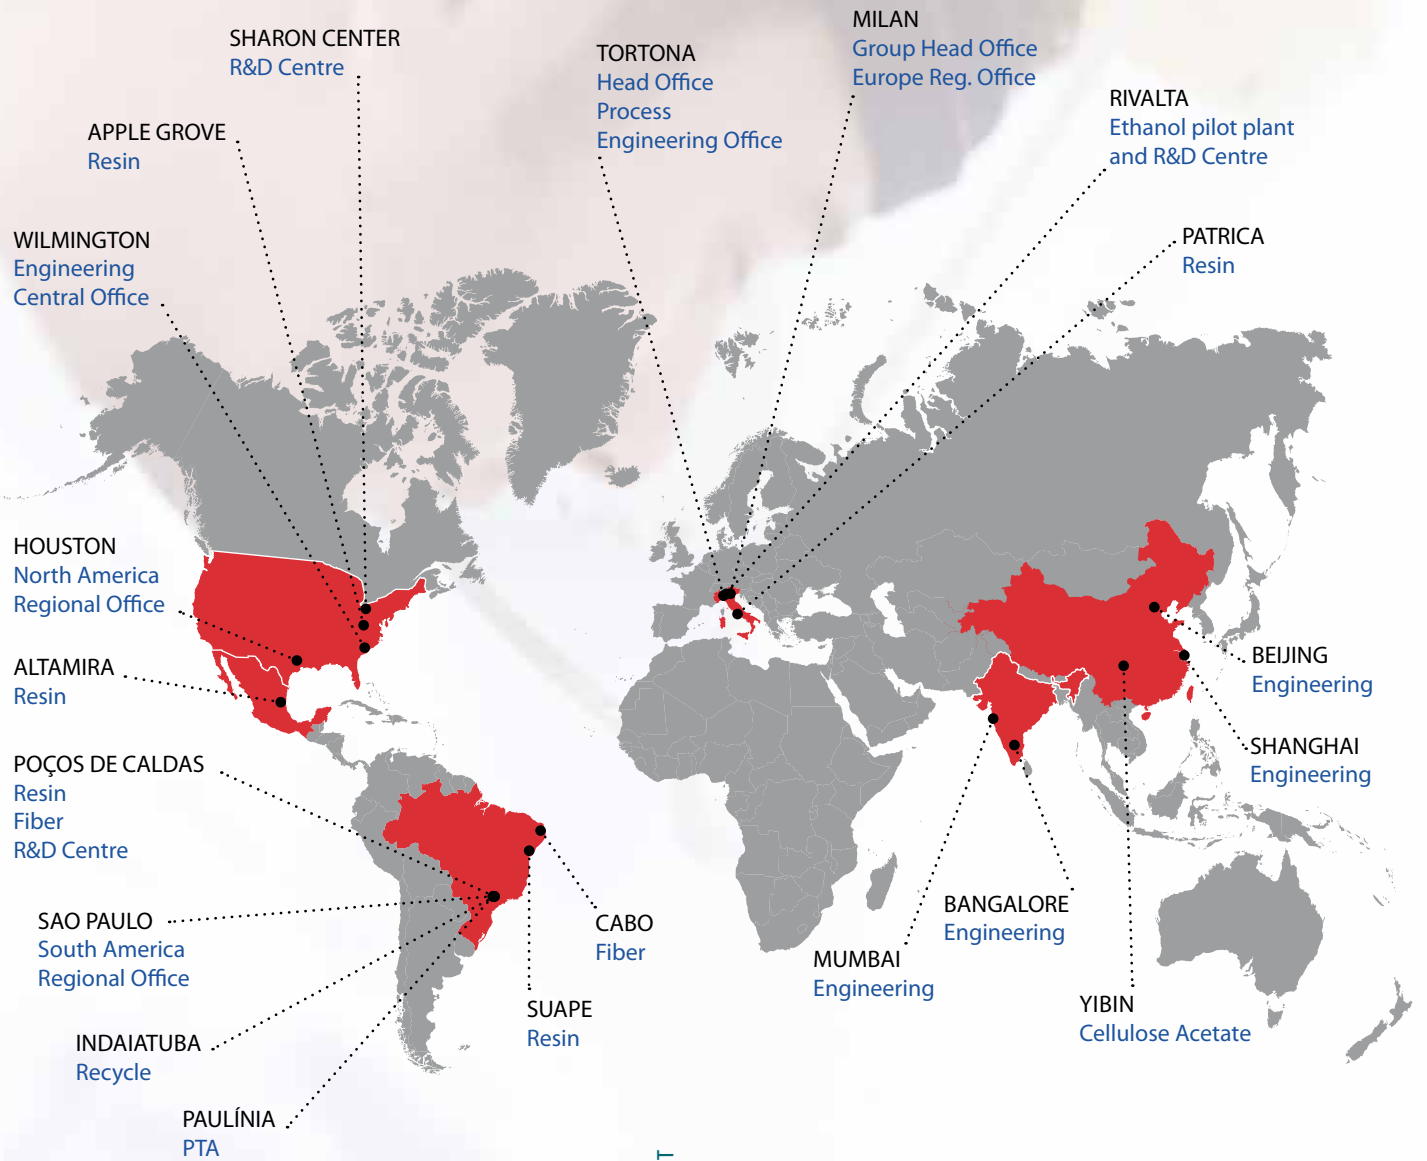 SHARON CENTER
R&D Centre
APPLE GROVE
Resin
WILMINGTON
Engineering
Central Office
TORTONA
Head Office
Process
Engineering Office
MILAN
Group Head Office
Europe Reg. Office
RIVALTA
Ethanol pilot plant
and R&D Centre
PATRICA
Resin
HOUSTON
North America
Regional Office
ALTAMIRA
Resin
POÇOS DE CALDAS
Resin
Fiber
R&D Centre
SAO PAULO
South America
Regional Office
INDAIATUBA
Recycle
PAULÍNIA
PTA
CABO
Fiber
SUAPE
Resin
MUMBAI
Engineering
BANGALORE
Engineering
YIBIN
Cellulose Acetate
BEIJING
Engineering
SHANGHAI
Engineering
T